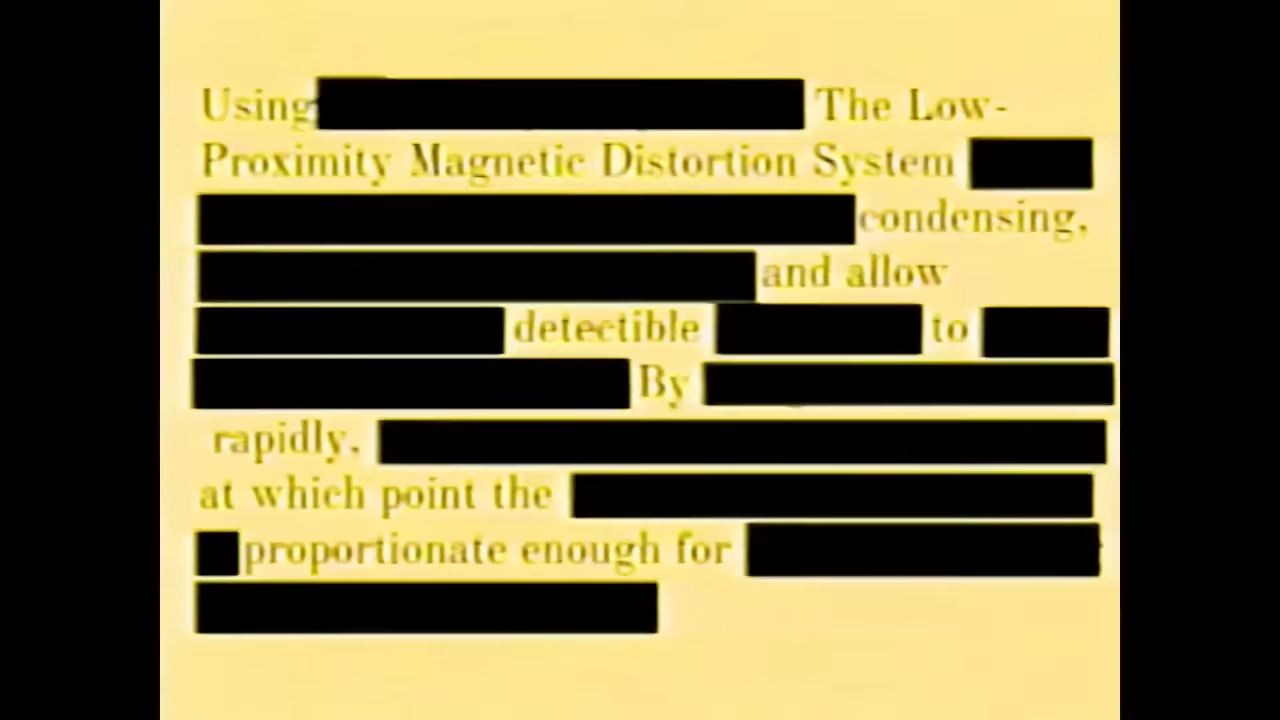 Using The Low-
Proximity Magnetic Distortion System
condensing,
and allow
detectible to
By
rapidly,
at which point the
proportionate enough for